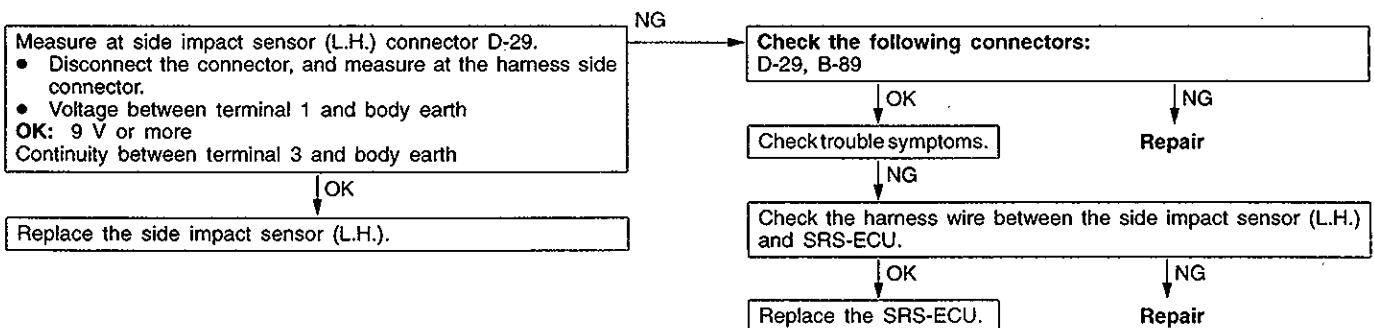 NG
Measure at side impact sensor (L.H.) connector D-29.
● Disconnect the connector, and measure at the harness side
connector.
● Voltage between terminal 1 and body earth
OK: 9 V or more
Continuity between terminal 3 and body earth
OK
Replace the side impact sensor (L.H.).
Check the following connectors:
D-29, B-89
OK
NG
Check trouble symptoms.
Repair
NG
Check the harness wire between the side impact sensor (L.H.)
and SRS-ECU.
OK
NG
Replace the SRS-ECU.
Repair